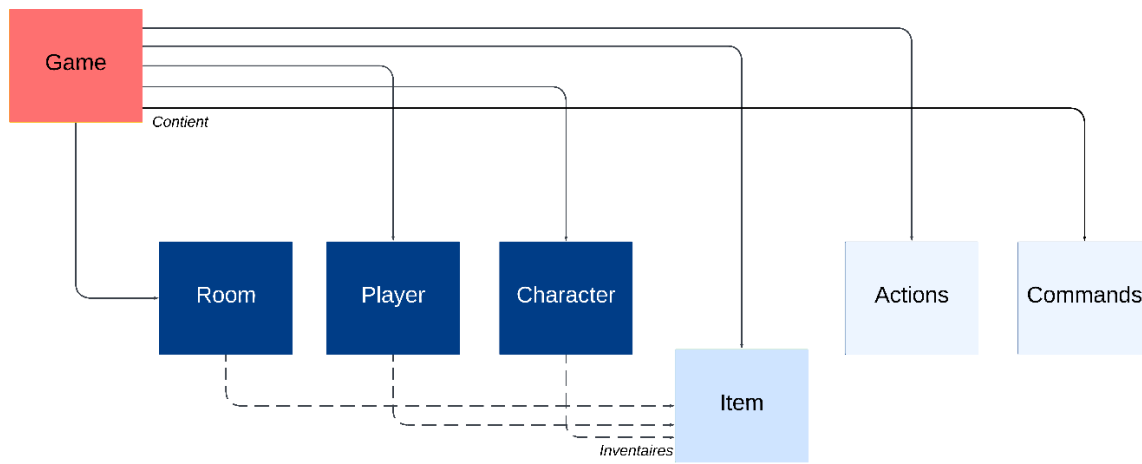 Game
Contient
Room
Player
Character
Actions
Commands
Item
Inventaires